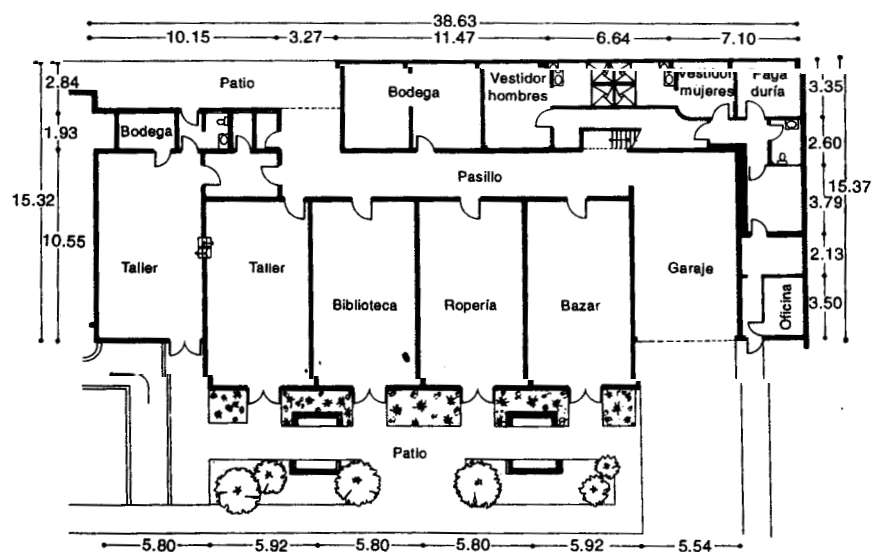 38.63
10.15 3.27 11.47 6.64 7.10
2.84
1.93
15.32
10.55
3.35
2.60
15.37
3.79
2.13
3.50
Patio
Bodega
Vestidor
hombres
Vestidor
mujeres
Paga
duría
Bodega
Pasillo
Taller
Taller
Biblioteca
Ropería
Bazar
Garaje
Oficina
Patio
5.80 5.92 5.80 5.80 5.92 5.54